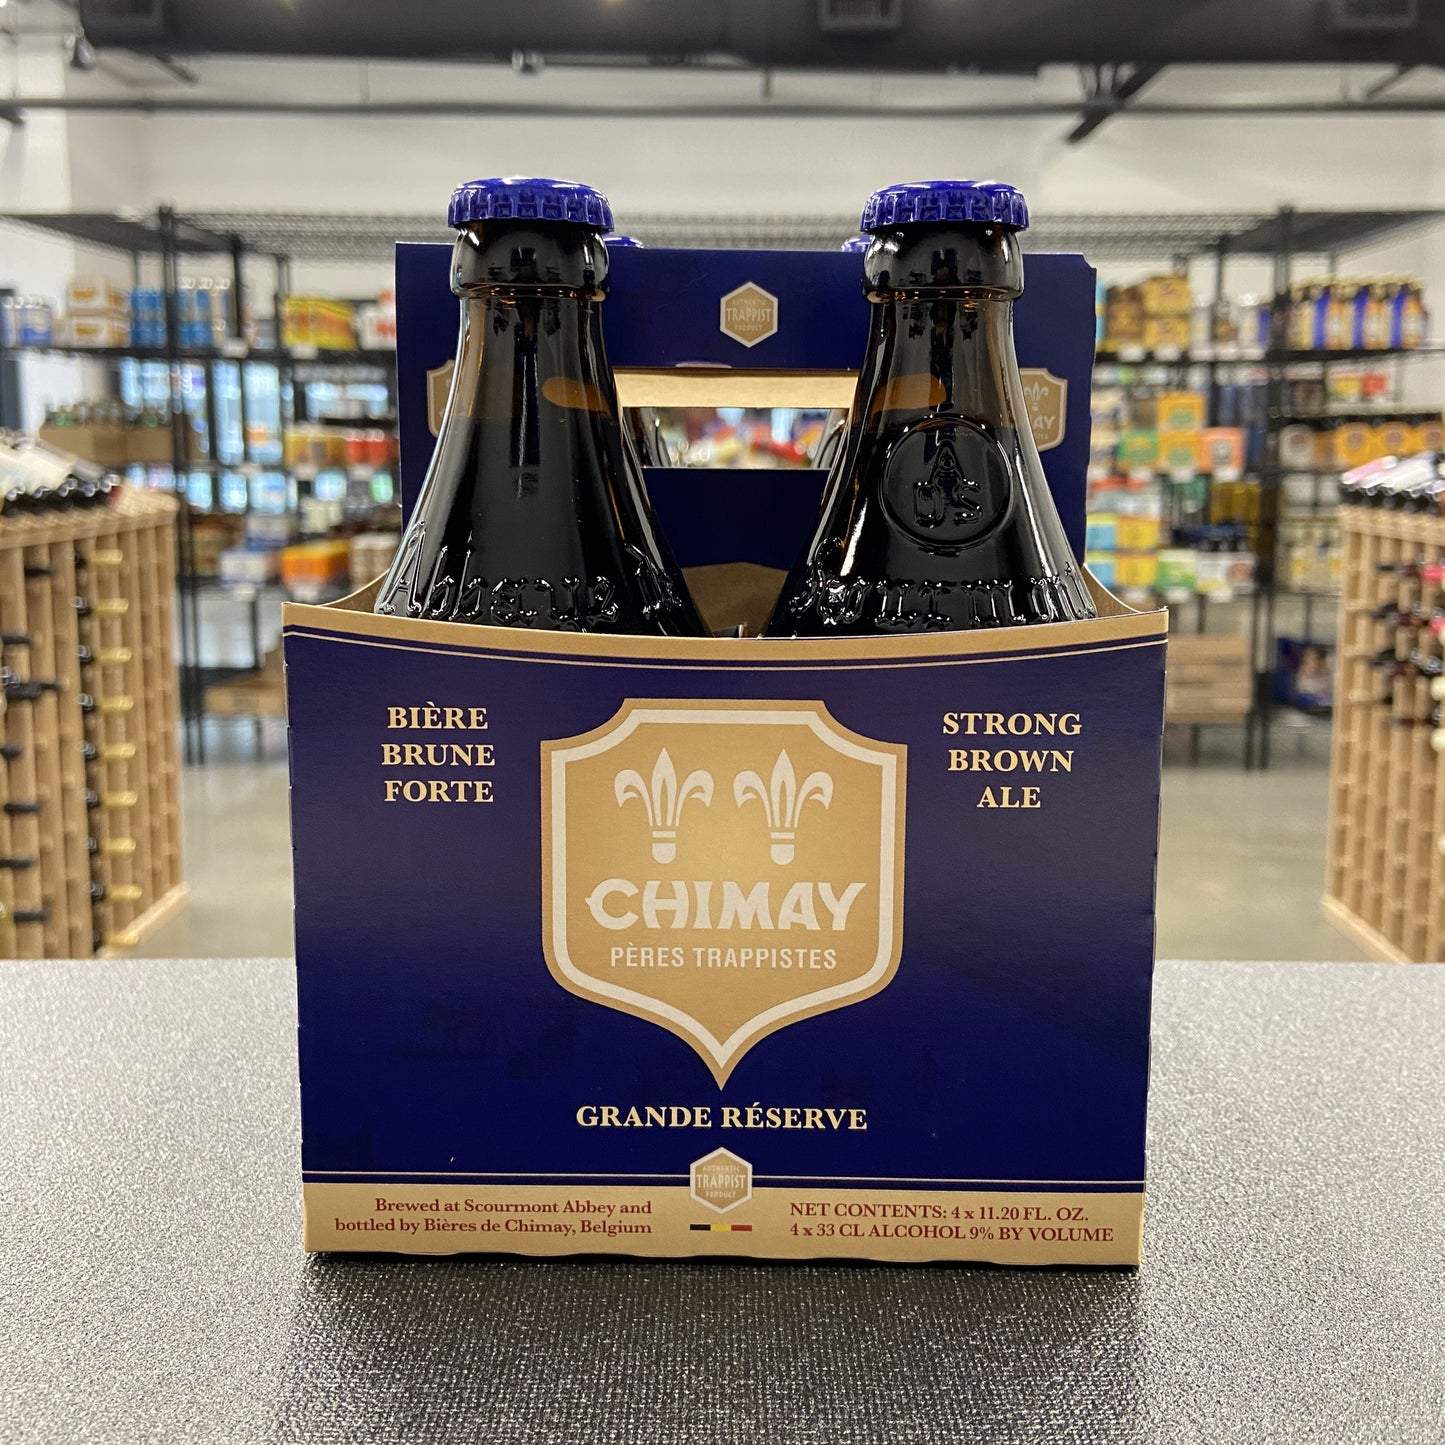 AUTHENTIC
TRAPPIST
PRODUCT
BIÈRE
BRUNE
FORTE
STRONG
BROWN
ALE
CHIMAY
PÈRES TRAPPISTES
GRANDE RÉSERVE
AUTHENTIC
TRAPPIST
PRODUCT
Brewed at Scourmont Abbey and
bottled by Bières de Chimay, Belgium
NET CONTENTS: 4 x 11.20 FL. OZ.
4 x 33 CL ALCOHOL 9% BY VOLUME